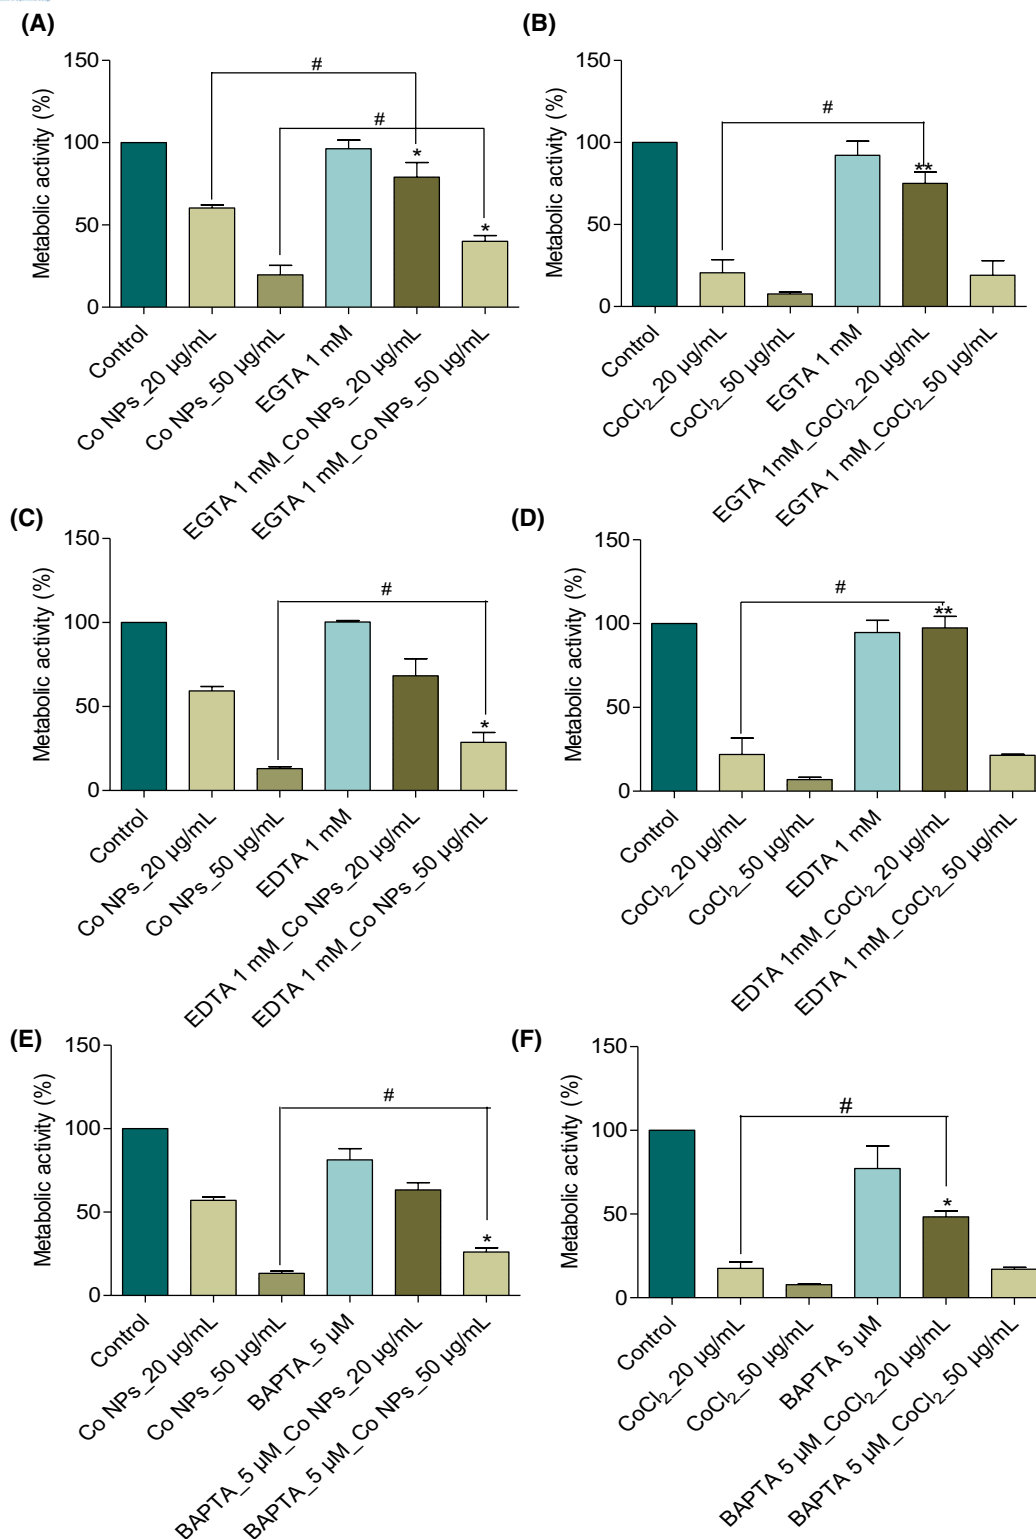 (A)
Metabolic activity (%)
150
100
50
0
#
#
*
*
Control
Co NPs_20 µg/mL
Co NPs_50 µg/mL
EGTA 1 mM
EGTA 1 mM_Co NPs_20 µg/mL
EGTA 1 mM_Co NPs_50 µg/mL
(B)
Metabolic activity (%)
150
100
50
0
#
**
Control
CoCl₂_20 µg/mL
CoCl₂_50 µg/mL
EGTA 1 mM
EGTA 1mM_CoCl₂_20 µg/mL
EGTA 1 mM_CoCl₂_50 µg/mL
(C)
Metabolic activity (%)
150
100
50
0
#
*
Control
Co NPs_20 µg/mL
Co NPs_50 µg/mL
EDTA 1 mM
EDTA 1 mM_Co NPs_20 µg/mL
EDTA 1 mM_Co NPs_50 µg/mL
(D)
Metabolic activity (%)
150
100
50
0
#
**
Control
CoCl₂_20 µg/mL
CoCl₂_50 µg/mL
EDTA 1 mM
EDTA 1mM_CoCl₂_20 µg/mL
EDTA 1 mM_CoCl₂_50 µg/mL
(E)
Metabolic activity (%)
150
100
50
0
#
*
Control
Co NPs_20 µg/mL
Co NPs_50 µg/mL
BAPTA_5 µM
BAPTA_5 µM_Co NPs_20 µg/mL
BAPTA_5 µM_Co NPs_50 µg/mL
(F)
Metabolic activity (%)
150
100
50
0
#
*
Control
CoCl₂_20 µg/mL
CoCl₂_50 µg/mL
BAPTA 5 µM
BAPTA 5 µM_CoCl₂_20 µg/mL
BAPTA 5 µM_CoCl₂_50 µg/mL